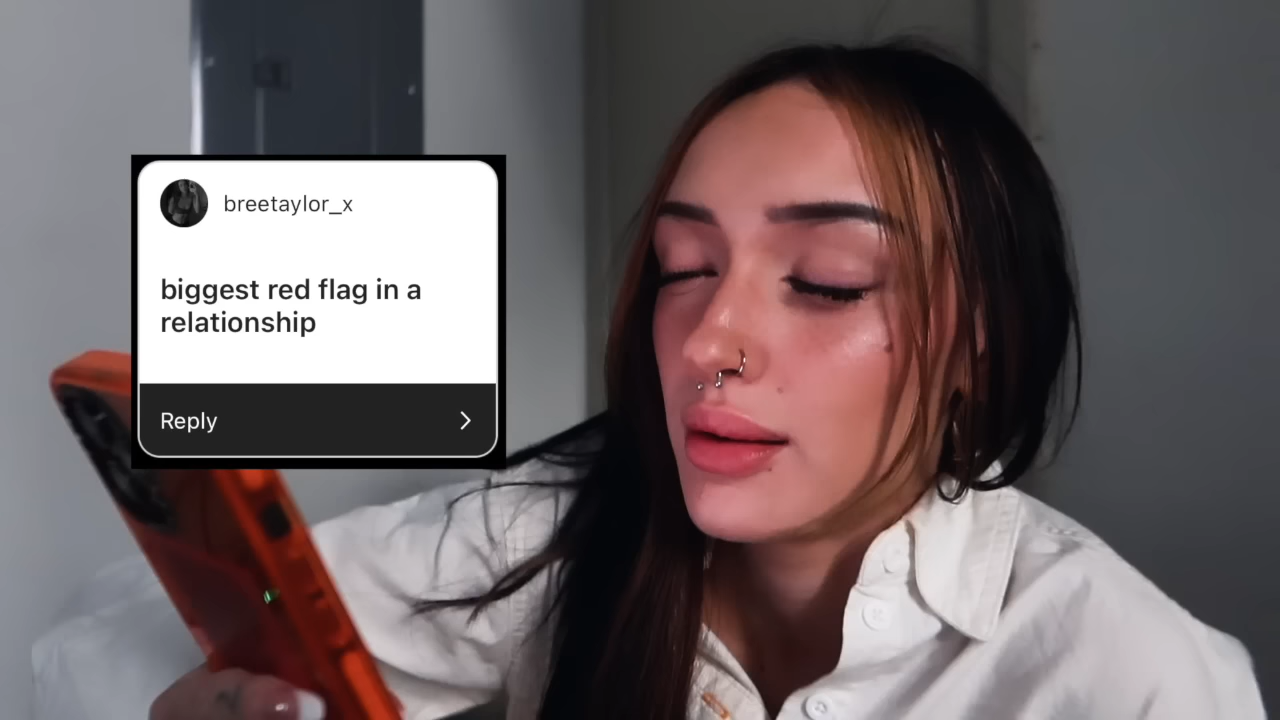 breetaylor_x
biggest red flag in a
relationship
Reply